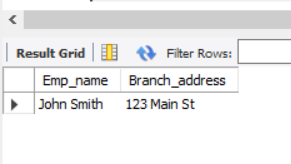 Result Grid Filter Rows:
Emp_name Branch_address
John Smith 123 Main St